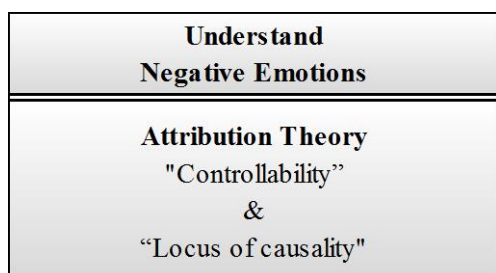 Understand
Negative Emotions
Attribution Theory
"Controllability”
&
“Locus of causality"